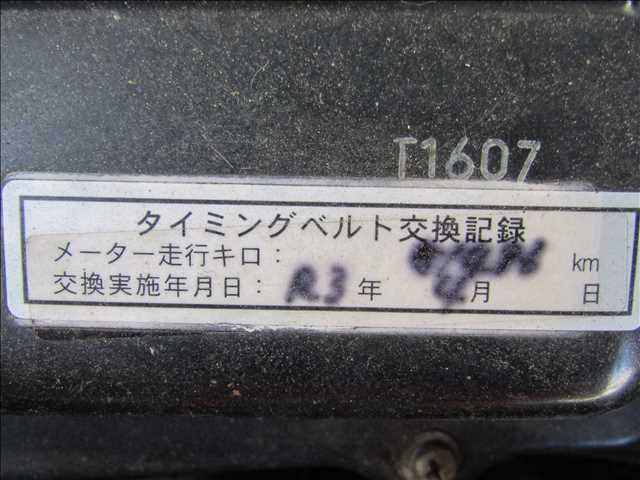 T1607
タイミングベルト交換記録
メーター走行キロ： km
交換実施年月日： R3 年 月 日